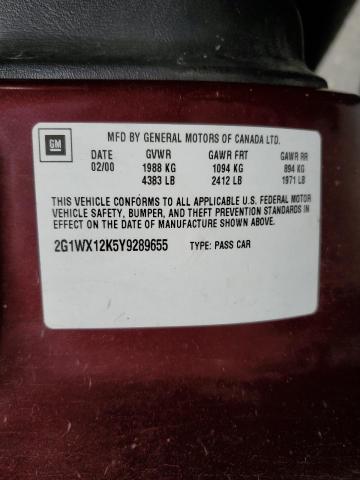 GM
MFD BY GENERAL MOTORS OF CANADA LTD.
DATE GVWR GAWR FRT GAWR RR
02/00 1988 KG 1094 KG 894 KG
4383 LB 2412 LB 1971 LB
THIS VEHICLE CONFORMS TO ALL APPLICABLE U.S. FEDERAL MOTOR
VEHICLE SAFETY, BUMPER, AND THEFT PREVENTION STANDARDS IN
EFFECT ON THE DATE OF MANUFACTURE SHOWN ABOVE.
2G1WX12K5Y9289655 TYPE: PASS CAR